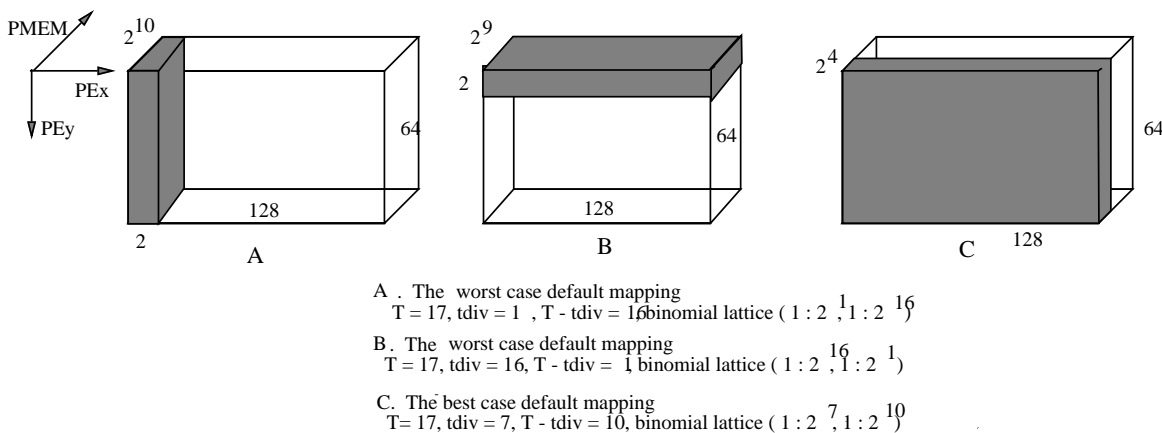 PMEM
PEx
PEy
2^10
64
128
2
A
2^9
2
64
128
B
2^4
64
128
C
A . The worst case default mapping
T = 17, tdiv = 1 , T - tdiv = 16, binomial lattice ( 1 : 2^1 , 1 : 2^16 )
B. The worst case default mapping
T = 17, tdiv = 16, T - tdiv = 1, binomial lattice ( 1 : 2^16 , 1 : 2^1 )
C. The best case default mapping
T= 17, tdiv = 7, T - tdiv = 10, binomial lattice ( 1 : 2^7 , 1 : 2^10 )